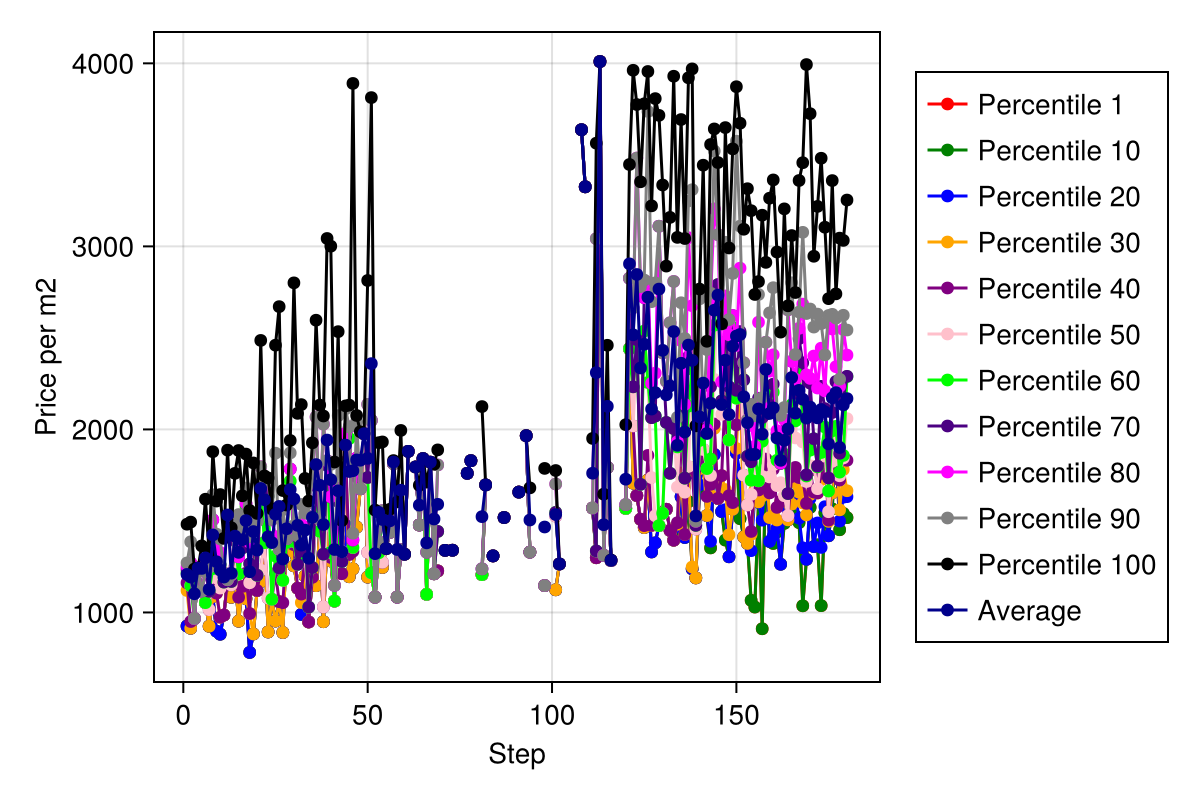 4000
3000
2000
1000
Price per m2
0
50
100
150
Step
Percentile 1
Percentile 10
Percentile 20
Percentile 30
Percentile 40
Percentile 50
Percentile 60
Percentile 70
Percentile 80
Percentile 90
Percentile 100
Average